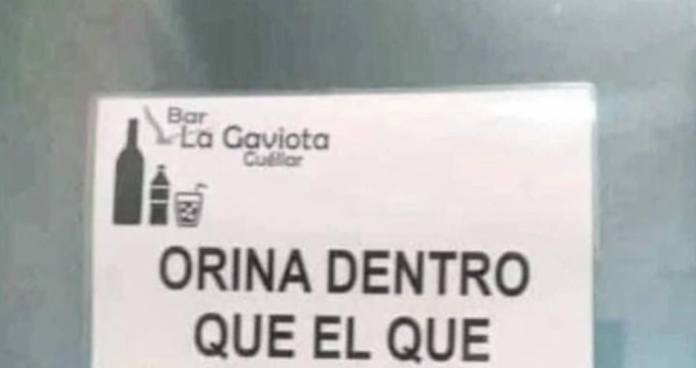 Bar
La Gaviota
Cuéllar
ORINA DENTRO
QUE EL QUE